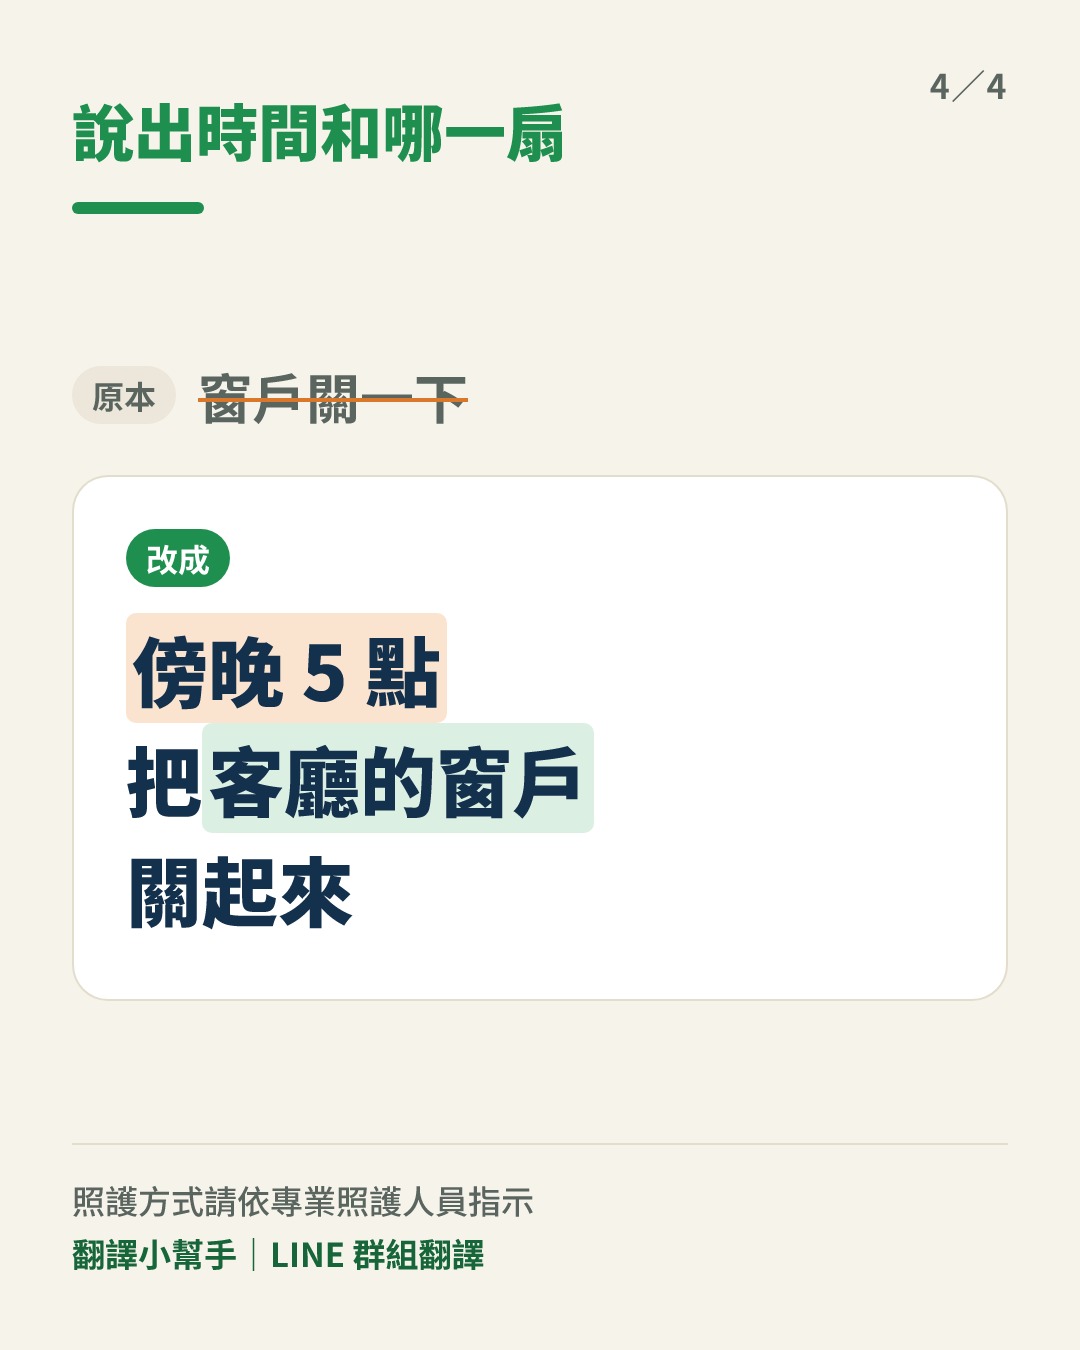 4／4
說出時間和哪一扇
原本 窗戶關一下
改成
傍晚 5 點
把客廳的窗戶
關起來
照護方式請依專業照護人員指示
翻譯小幫手｜LINE 群組翻譯